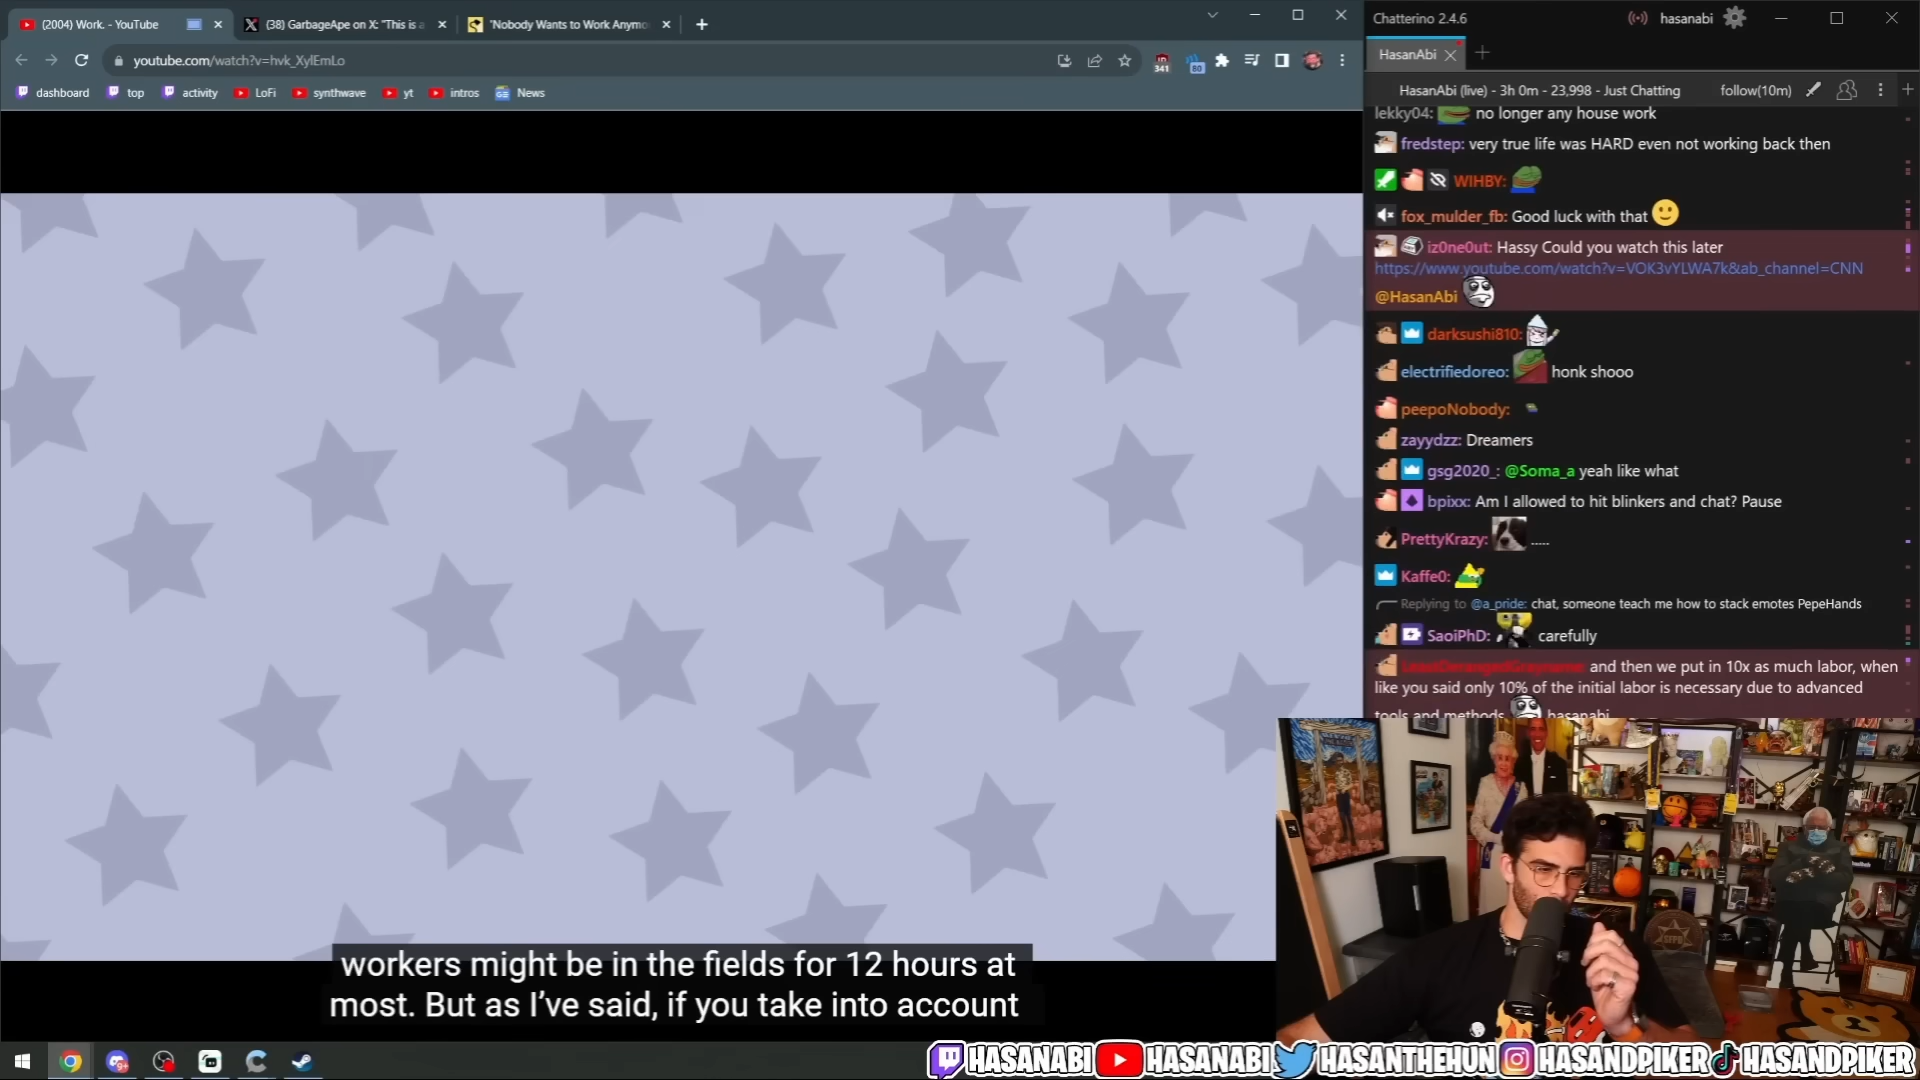 (2004) Work. - YouTube
(38) GarbageApe on X: "This is a
'Nobody Wants to Work Anymo
youtube.com/watch?v=hvk_XylEmLo
341
80
dashboard
top
activity
LoFi
synthwave
yt
intros
News
workers might be in the fields for 12 hours at
most. But as I've said, if you take into account
Chatterino 2.4.6
hasanabi
HasanAbi
HasanAbi (live) - 3h 0m - 23,998 - Just Chatting
follow(10m)
lekky04: no longer any house work
fredstep: very true life was HARD even not working back then
WIHBY:
fox_mulder_fb: Good luck with that
iz0ne0ut: Hassy Could you watch this later
https://www.youtube.com/watch?v=VOK3vYLWA7k&ab_channel=CNN
@HasanAbi
darksushi810:
electrifiedoreo: honk shooo
peepoNobody:
zayydzz: Dreamers
gsg2020_: @Soma_a yeah like what
bpixx: Am I allowed to hit blinkers and chat? Pause
PrettyKrazy: .....
Kaffe0:
Replying to @a_pride: chat, someone teach me how to stack emotes PepeHands
SaoiPhD: carefully
LeastDerangedGreyname: and then we put in 10x as much labor, when
like you said only 10% of the initial labor is necessary due to advanced
tools and methods hasanabi
HASANABI
HASANABI
HASANTHEHUN
HASANDPIKER
HASANDPIKER